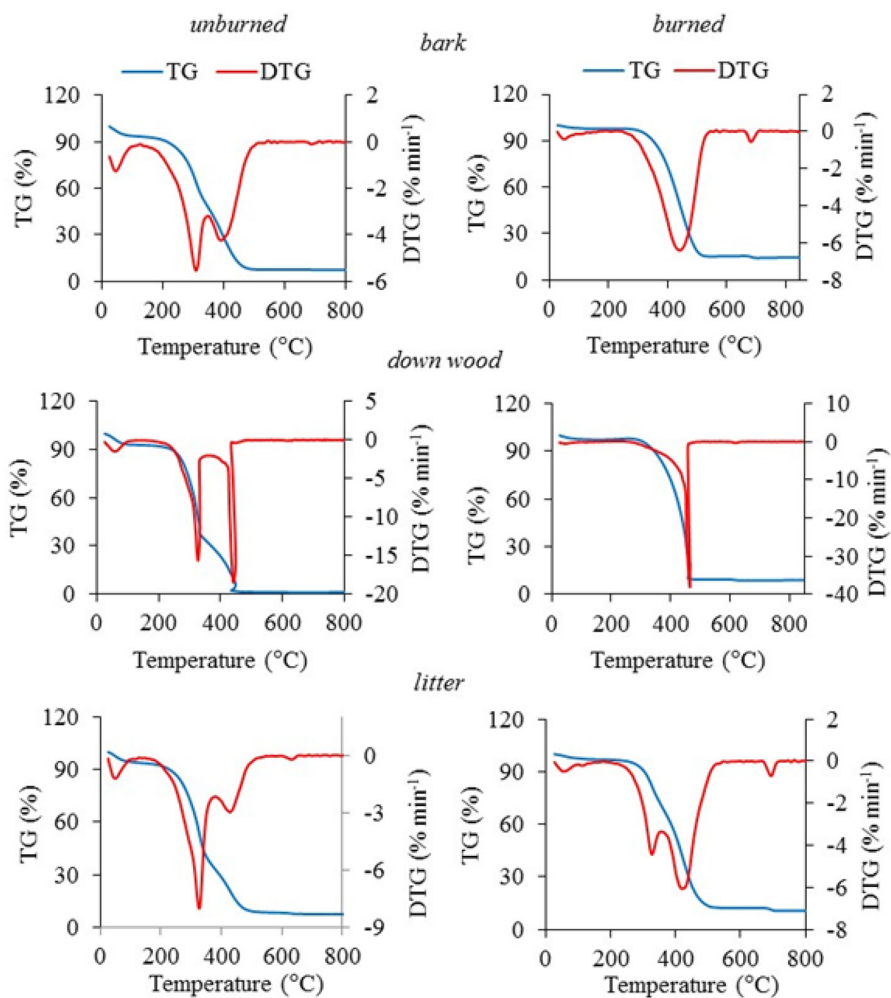 unburned
burned
bark
TG DTG
TG DTG
120 90 60 30 0
TG (%)
2 0 -2 -4 -6
DTG (% min-1)
0 200 400 600 800
Temperature (°C)
120 90 60 30 0
TG (%)
2 0 -2 -4 -6 -8
DTG (% min-1)
0 200 400 600 800
Temperature (°C)
down wood
120 90 60 30 0
TG (%)
5 0 -5 -10 -15 -20
DTG (% min-1)
0 200 400 600 800
Temperature (°C)
120 90 60 30 0
TG (%)
10 0 -10 -20 -30 -40
DTG (% min-1)
0 200 400 600 800
Temperature (°C)
litter
120 90 60 30 0
TG (%)
0 -3 -6 -9
DTG (% min-1)
0 200 400 600 800
Temperature (°C)
120 90 60 30 0
TG (%)
2 0 -2 -4 -6 -8
DTG (% min-1)
0 200 400 600 800
Temperature (°C)